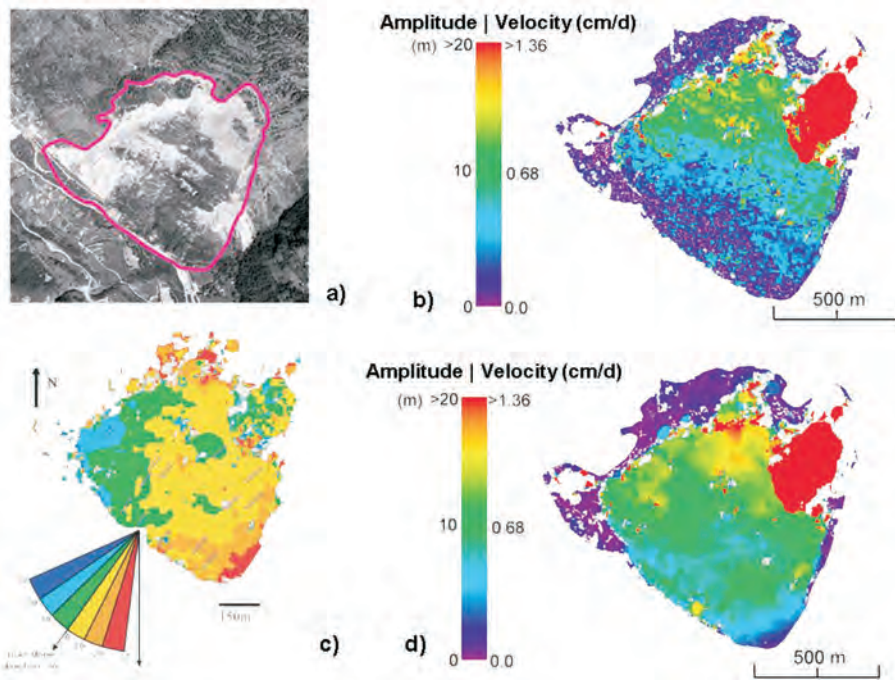 a)
Amplitude | Velocity (cm/d)
(m) >20 >1.36
10 0.68
0 0.0
500 m
b)
N
150m
c)
Amplitude | Velocity (cm/d)
(m) >20 >1.36
10 0.68
0 0.0
500 m
d)